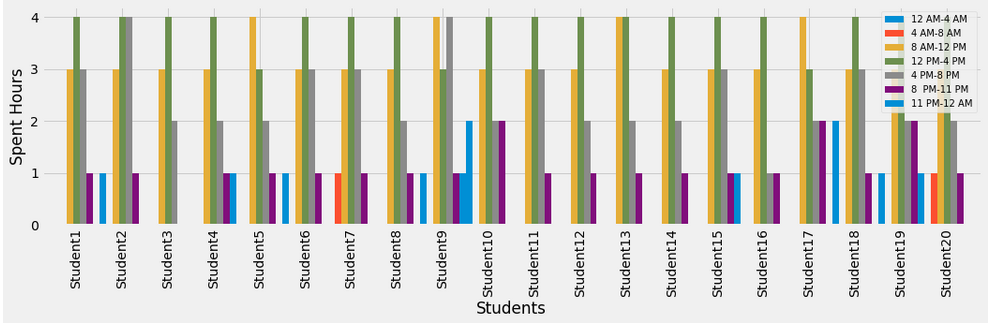 Spent Hours
4
3
2
1
0
12 AM-4 AM
4 AM-8 AM
8 AM-12 PM
12 PM-4 PM
4 PM-8 PM
8  PM-11 PM
11 PM-12 AM
Student1
Student2
Student3
Student4
Student5
Student6
Student7
Student8
Student9
Student10
Student11
Student12
Student13
Student14
Student15
Student16
Student17
Student18
Student19
Student20
Students